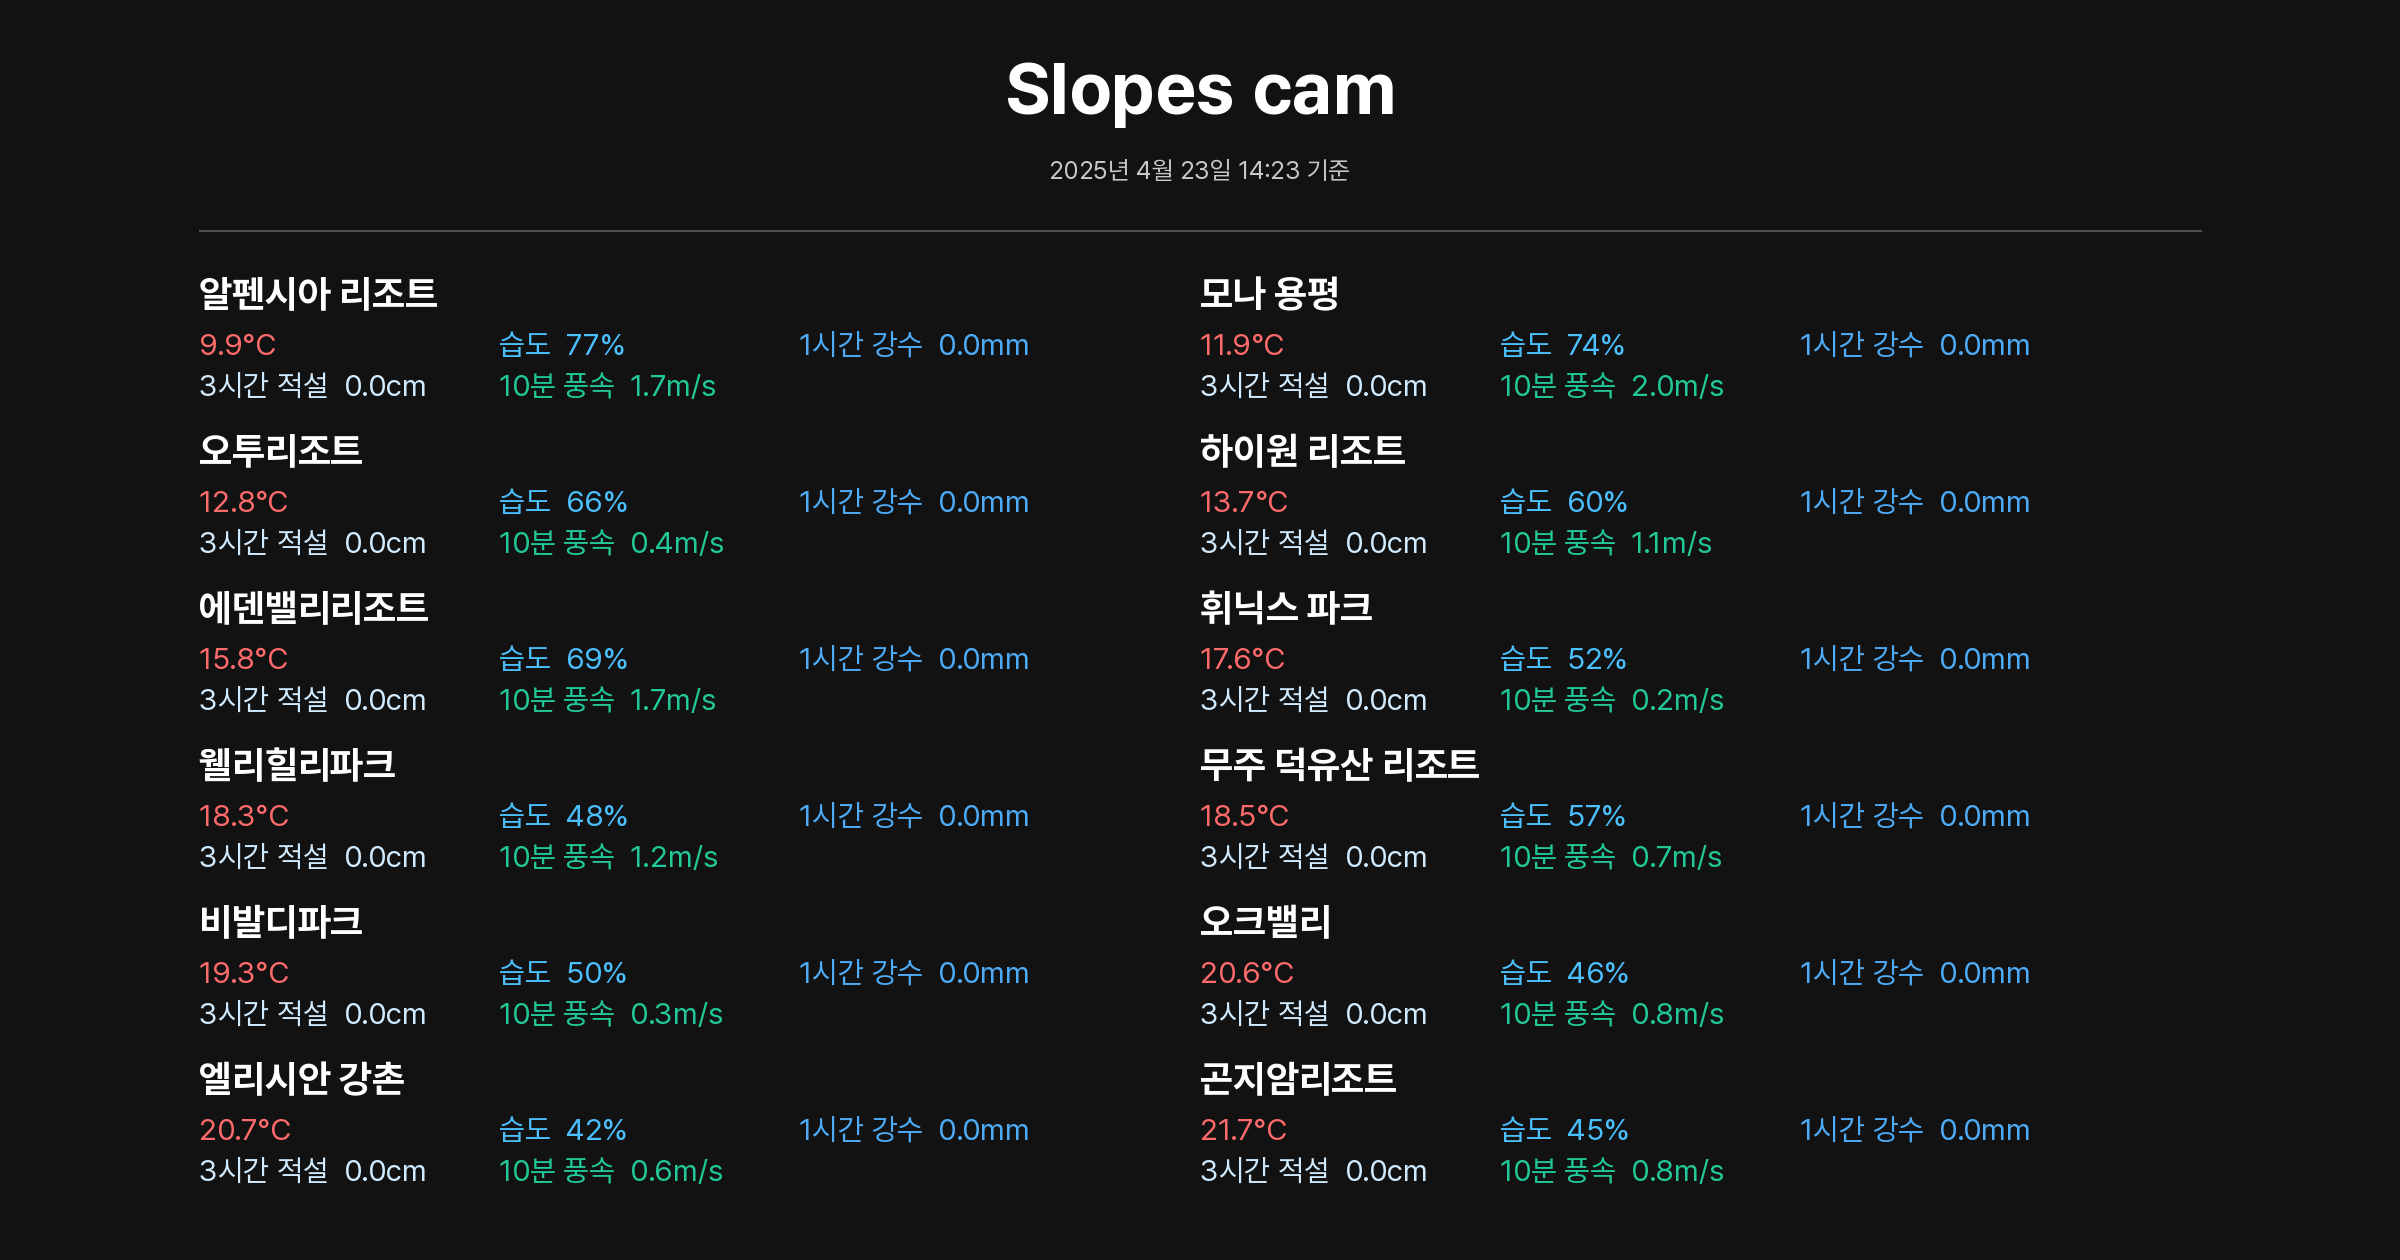 Slopes cam
2025년 4월 23일 14:23 기준
알펜시아 리조트
9.9°C 습도 77% 1시간 강수 0.0mm
3시간 적설 0.0cm 10분 풍속 1.7m/s
모나 용평
11.9°C 습도 74% 1시간 강수 0.0mm
3시간 적설 0.0cm 10분 풍속 2.0m/s
오투리조트
12.8°C 습도 66% 1시간 강수 0.0mm
3시간 적설 0.0cm 10분 풍속 0.4m/s
하이원 리조트
13.7°C 습도 60% 1시간 강수 0.0mm
3시간 적설 0.0cm 10분 풍속 1.1m/s
에덴밸리리조트
15.8°C 습도 69% 1시간 강수 0.0mm
3시간 적설 0.0cm 10분 풍속 1.7m/s
휘닉스 파크
17.6°C 습도 52% 1시간 강수 0.0mm
3시간 적설 0.0cm 10분 풍속 0.2m/s
웰리힐리파크
18.3°C 습도 48% 1시간 강수 0.0mm
3시간 적설 0.0cm 10분 풍속 1.2m/s
무주 덕유산 리조트
18.5°C 습도 57% 1시간 강수 0.0mm
3시간 적설 0.0cm 10분 풍속 0.7m/s
비발디파크
19.3°C 습도 50% 1시간 강수 0.0mm
3시간 적설 0.0cm 10분 풍속 0.3m/s
오크밸리
20.6°C 습도 46% 1시간 강수 0.0mm
3시간 적설 0.0cm 10분 풍속 0.8m/s
엘리시안 강촌
20.7°C 습도 42% 1시간 강수 0.0mm
3시간 적설 0.0cm 10분 풍속 0.6m/s
곤지암리조트
21.7°C 습도 45% 1시간 강수 0.0mm
3시간 적설 0.0cm 10분 풍속 0.8m/s